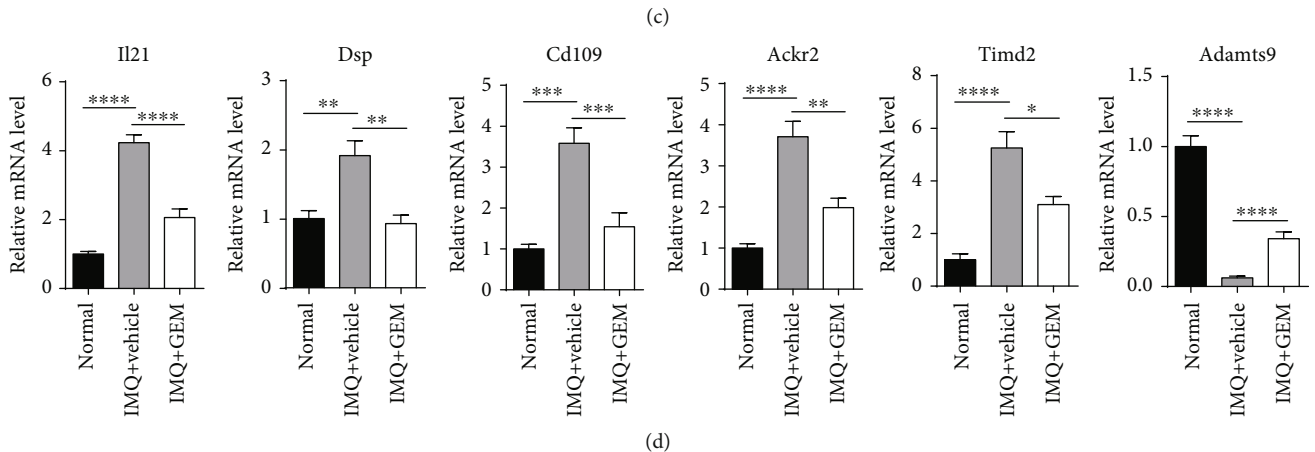 (c)
Il21
Relative mRNA level
6
4
2
0
****
****
Normal
IMQ+vehicle
IMQ+GEM
Dsp
Relative mRNA level
3
2
1
0
**
**
Normal
IMQ+vehicle
IMQ+GEM
Cd109
Relative mRNA level
5
4
3
2
1
0
***
***
Normal
IMQ+vehicle
IMQ+GEM
Ackr2
Relative mRNA level
5
4
3
2
1
0
****
**
Normal
IMQ+vehicle
IMQ+GEM
Timd2
Relative mRNA level
8
6
4
2
0
****
*
Normal
IMQ+vehicle
IMQ+GEM
Adamts9
Relative mRNA level
1.5
1.0
0.5
0.0
****
****
Normal
IMQ+vehicle
IMQ+GEM
(d)